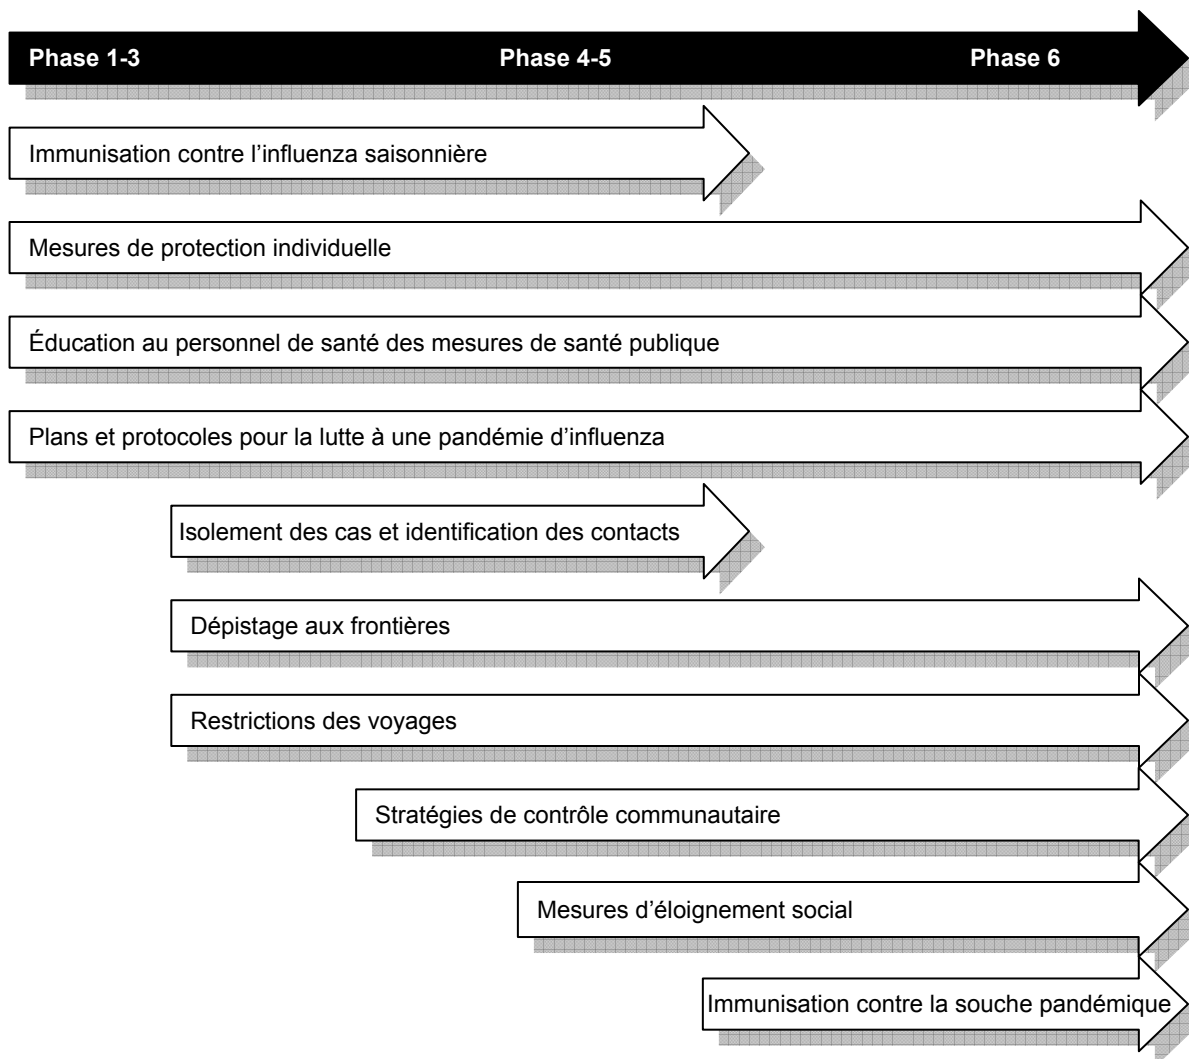 Phase 1-3 Phase 4-5 Phase 6
Immunisation contre l’influenza saisonnière
Mesures de protection individuelle
Éducation au personnel de santé des mesures de santé publique
Plans et protocoles pour la lutte à une pandémie d’influenza
Isolement des cas et identification des contacts
Dépistage aux frontières
Restrictions des voyages
Stratégies de contrôle communautaire
Mesures d’éloignement social
Immunisation contre la souche pandémique